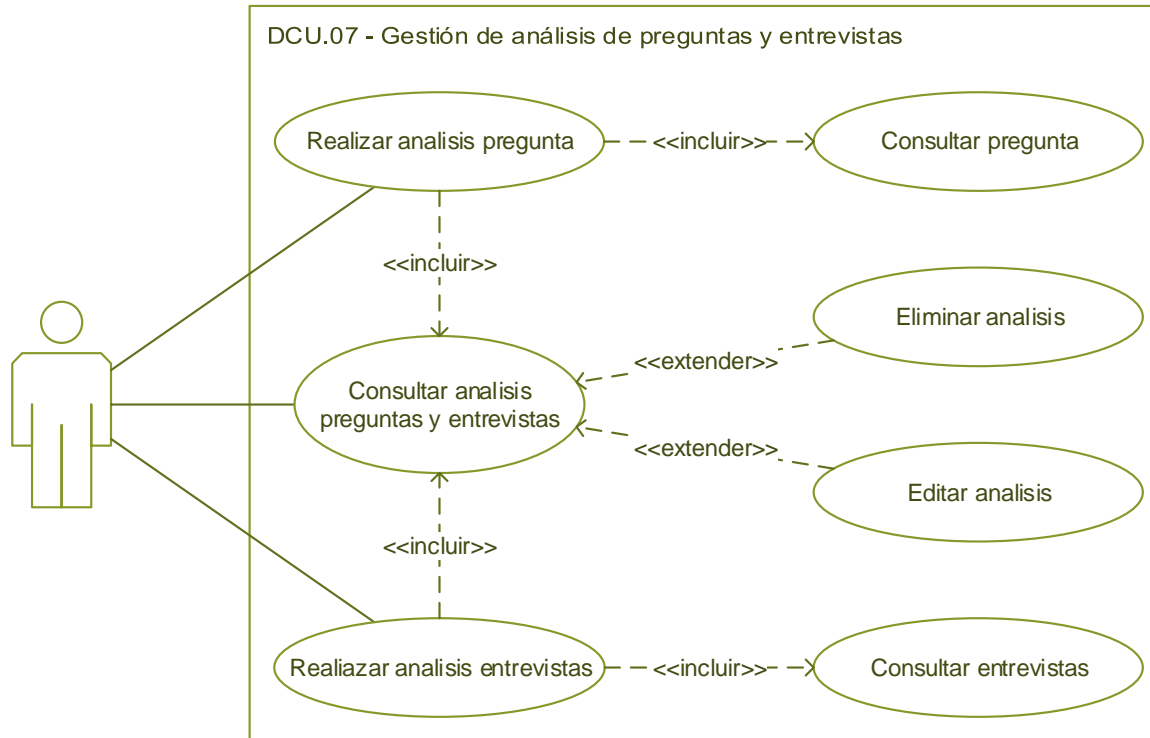 DCU.07 - Gestión de análisis de preguntas y entrevistas
Realizar analisis pregunta
<<incluir>>
Consultar pregunta
<<incluir>>
Eliminar analisis
<<extender>>
Consultar analisis
preguntas y entrevistas
<<extender>>
Editar analisis
<<incluir>>
Realiazar analisis entrevistas
<<incluir>>
Consultar entrevistas